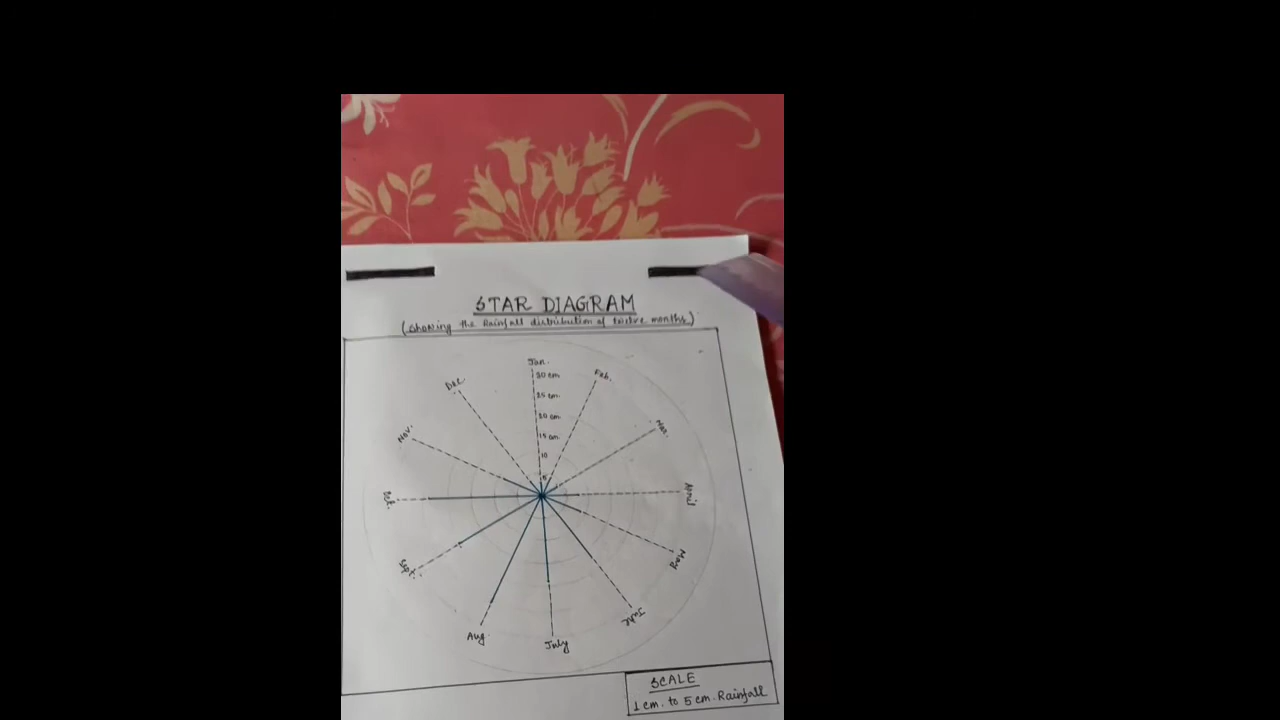 STAR DIAGRAM
(Showing the Rainfall distribution of twelve months.)
Jan.
30 cm
Feb.
Dec.
25 cm.
20 cm
Mar.
Nov.
15 cm
10
5
April
Oct.
May
Sept.
June
Aug.
July
SCALE
1 cm. to 5 cm. Rainfall